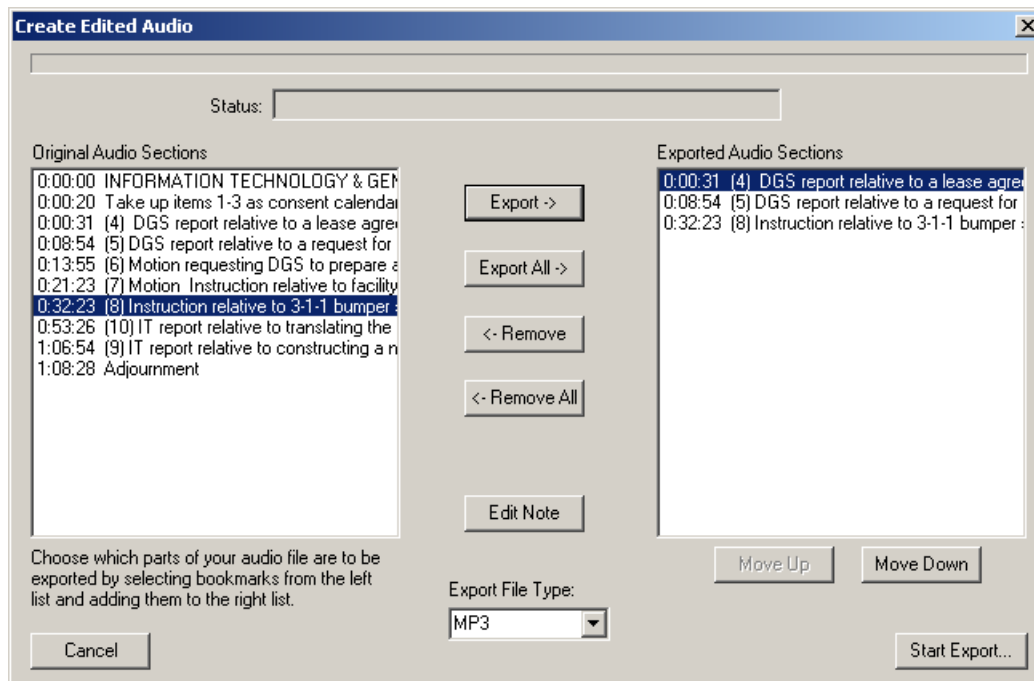 Create Edited Audio
Status:
Original Audio Sections
0:00:00 INFORMATION TECHNOLOGY & GEN
0:00:20 Take up items 1-3 as consent calendar
0:00:31 (4) DGS report relative to a lease agre
0:08:54 (5) DGS report relative to a request for
0:13:55 (6) Motion requesting DGS to prepare a
0:21:23 (7) Motion Instruction relative to facility
0:32:23 (8) Instruction relative to 3-1-1 bumper
0:53:26 (10) IT report relative to translating the
1:06:54 (9) IT report relative to constructing a n
1:08:28 Adjournment
Export ->
Export All ->
<- Remove
<- Remove All
Edit Note
Exported Audio Sections
0:00:31 (4) DGS report relative to a lease agre
0:08:54 (5) DGS report relative to a request for
0:32:23 (8) Instruction relative to 3-1-1 bumper
Move Up
Move Down
Choose which parts of your audio file are to be
exported by selecting bookmarks from the left
list and adding them to the right list.
Export File Type:
MP3
Cancel
Start Export...